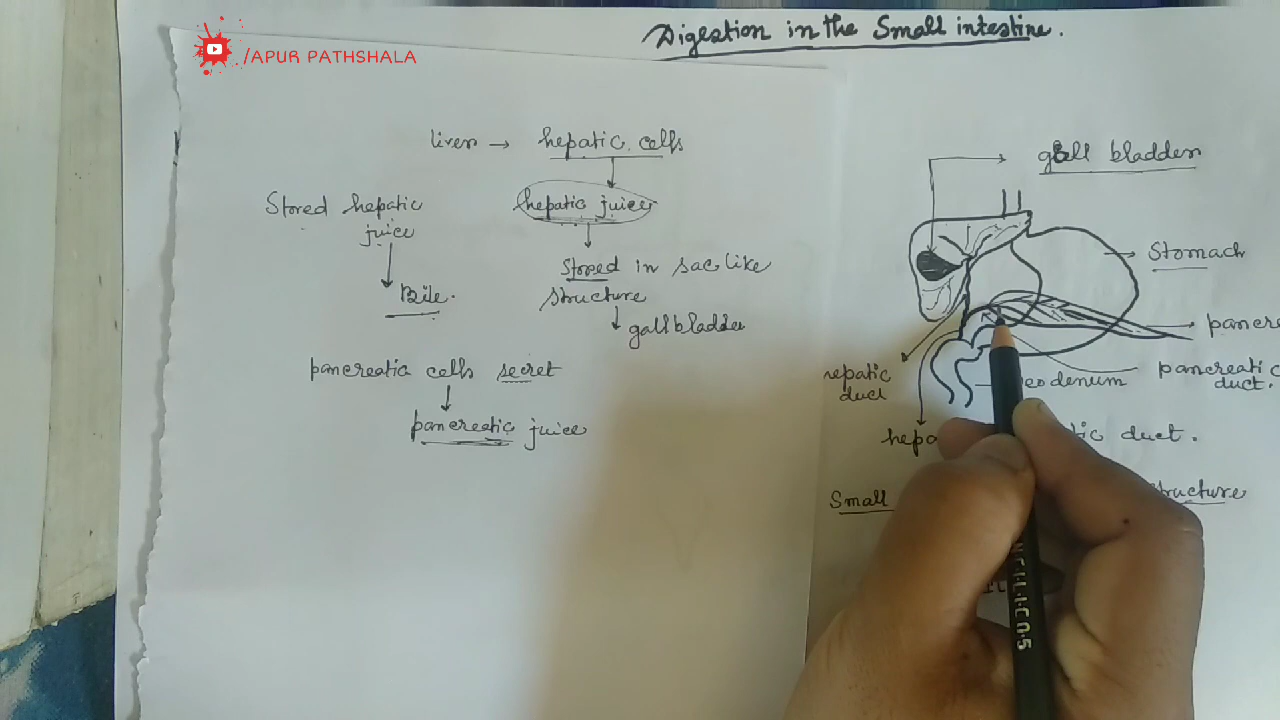 Digestion in the Small intestine.
/APUR PATHSHALA
liver → hepatic cells
hepatic juices
Stored in sac like
structure
gallbladder
Stored hepatic
juice
Bile.
pancreatic cells secret
pancreatic juice
gall bladder
Stomach
pancre
pancreatic
duct.
hepatic
duct
odenum
hepa
tic duct.
Small
structure